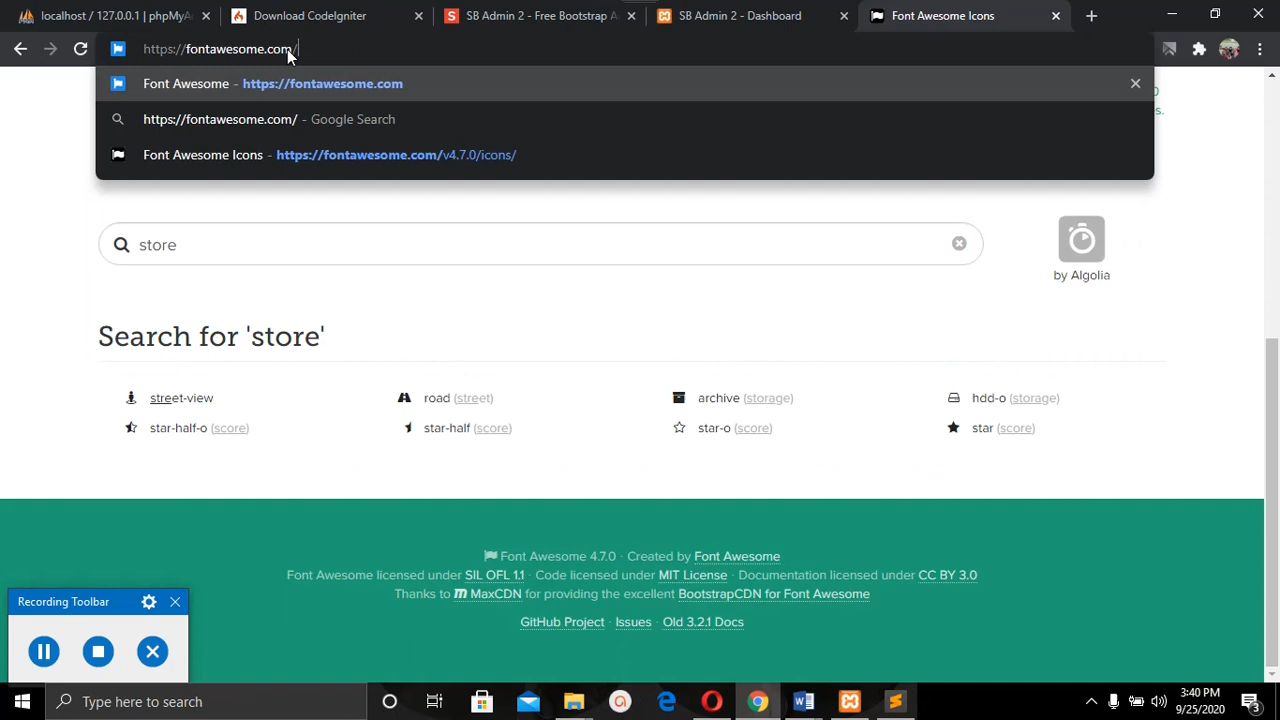 localhost / 127.0.0.1 | phpMyA
Download CodeIgniter
SB Admin 2 - Free Bootstrap A
SB Admin 2 - Dashboard
Font Awesome Icons
https://fontawesome.com/
Font Awesome - https://fontawesome.com
https://fontawesome.com/ - Google Search
Font Awesome Icons - https://fontawesome.com/v4.7.0/icons/
store
by Algolia
Search for 'store'
street-view
road (street)
archive (storage)
hdd-o (storage)
star-half-o (score)
star-half (score)
star-o (score)
star (score)
Font Awesome 4.7.0 · Created by Font Awesome
Font Awesome licensed under SIL OFL 1.1 · Code licensed under MIT License · Documentation licensed under CC BY 3.0
Thanks to MaxCDN for providing the excellent BootstrapCDN for Font Awesome
GitHub Project · Issues · Old 3.2.1 Docs
Recording Toolbar
Type here to search
3:40 PM
9/25/2020
3